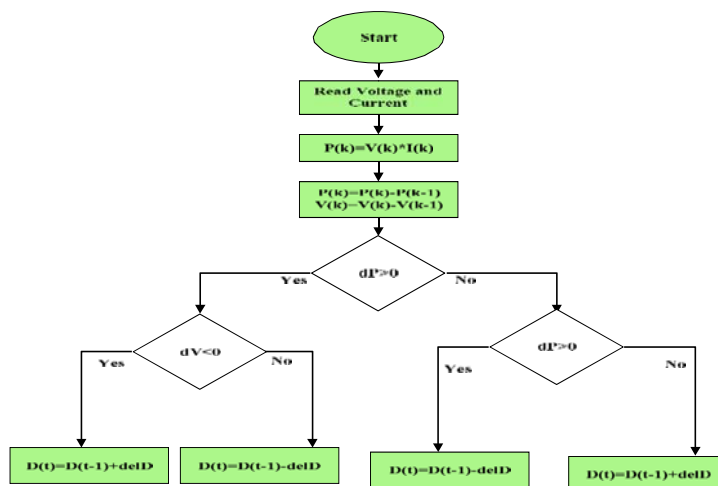 Start
Read Voltage and
Current
P(k)=V(k)*I(k)
P(k)=P(k)-P(k-1)
V(k)=V(k)-V(k-1)
dP>0
Yes
No
dV<0
dP>0
Yes
No
Yes
No
D(t)=D(t-1)+delD
D(t)=D(t-1)-delD
D(t)=D(t-1)-delD
D(t)=D(t-1)+delD